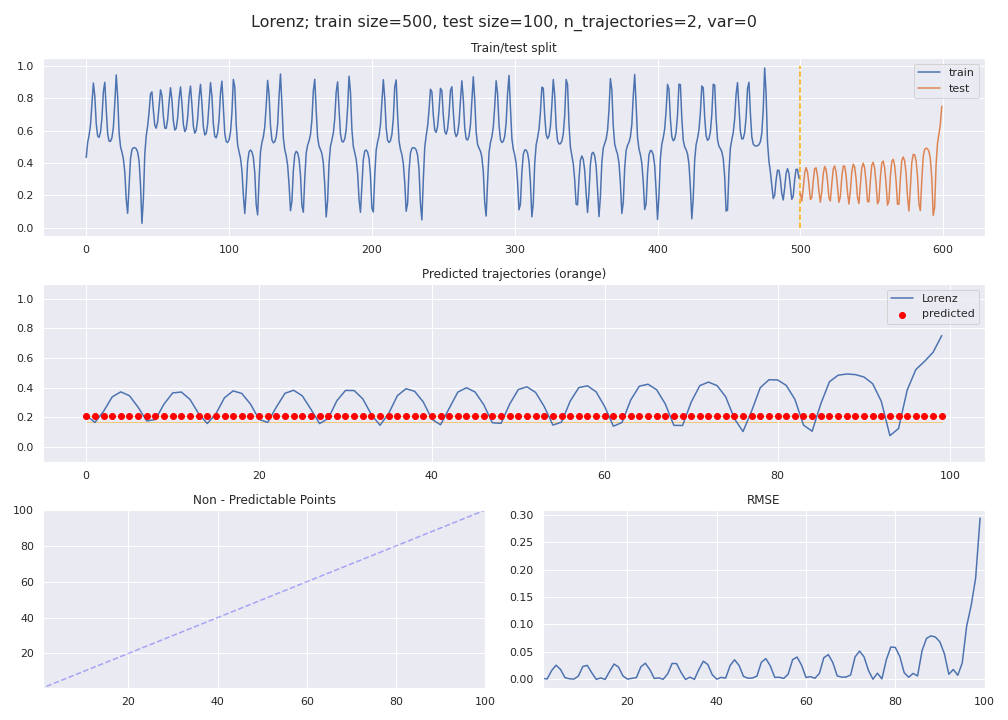 Lorenz; train size=500, test size=100, n_trajectories=2, var=0
Train/test split
1.0
0.8
0.6
0.4
0.2
0.0
train
test
0 100 200 300 400 500 600
Predicted trajectories (orange)
1.0
0.8
0.6
0.4
0.2
0.0
Lorenz
predicted
0 20 40 60 80 100
Non - Predictable Points
100
80
60
40
20
20 40 60 80 100
RMSE
0.30
0.25
0.20
0.15
0.10
0.05
0.00
20 40 60 80 100